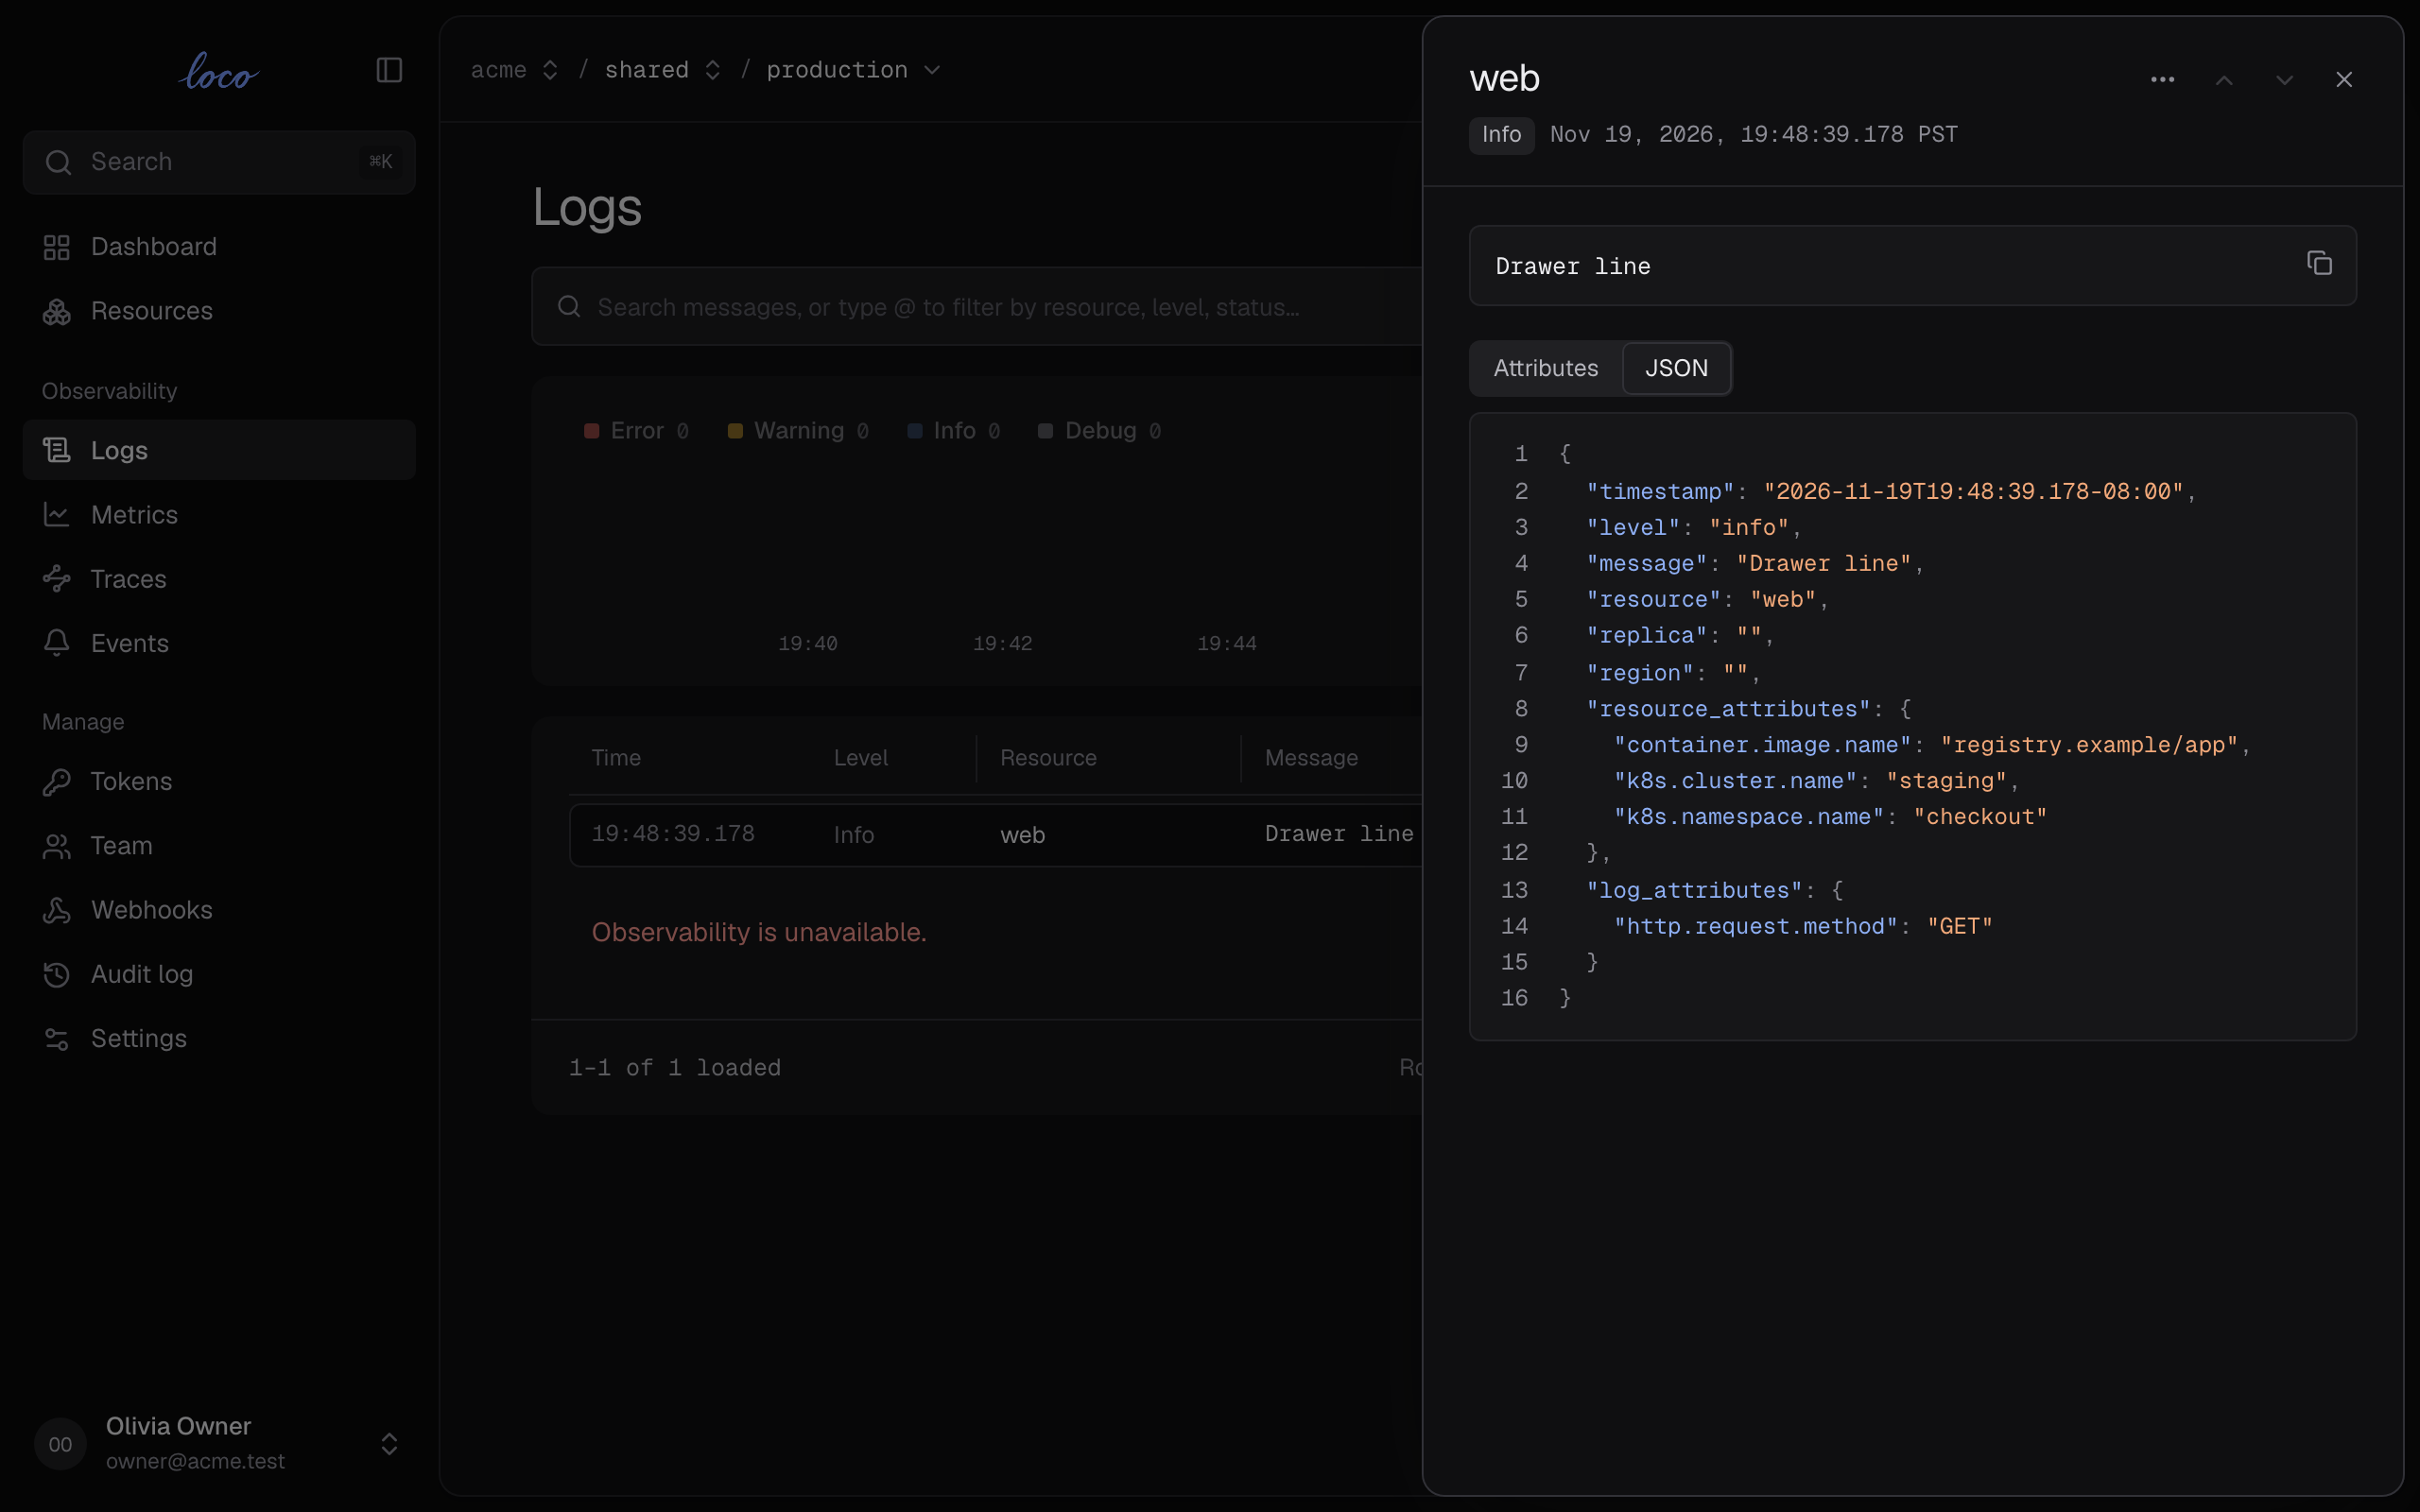 loco
Search ⌘K
Dashboard
Resources
Observability
Logs
Metrics
Traces
Events
Manage
Tokens
Team
Webhooks
Audit log
Settings
OO
Olivia Owner
owner@acme.test
acme / shared / production
Logs
Search messages, or type @ to filter by resource, level, status...
Error 0 Warning 0 Info 0 Debug 0
19:40 19:42 19:44
Time Level Resource Message
19:48:39.178 Info web Drawer line
Observability is unavailable.
1–1 of 1 loaded
web
Info Nov 19, 2026, 19:48:39.178 PST
Drawer line
Attributes JSON
1 {
2 "timestamp": "2026-11-19T19:48:39.178-08:00",
3 "level": "info",
4 "message": "Drawer line",
5 "resource": "web",
6 "replica": "",
7 "region": "",
8 "resource_attributes": {
9 "container.image.name": "registry.example/app",
10 "k8s.cluster.name": "staging",
11 "k8s.namespace.name": "checkout"
12 },
13 "log_attributes": {
14 "http.request.method": "GET"
15 }
16 }